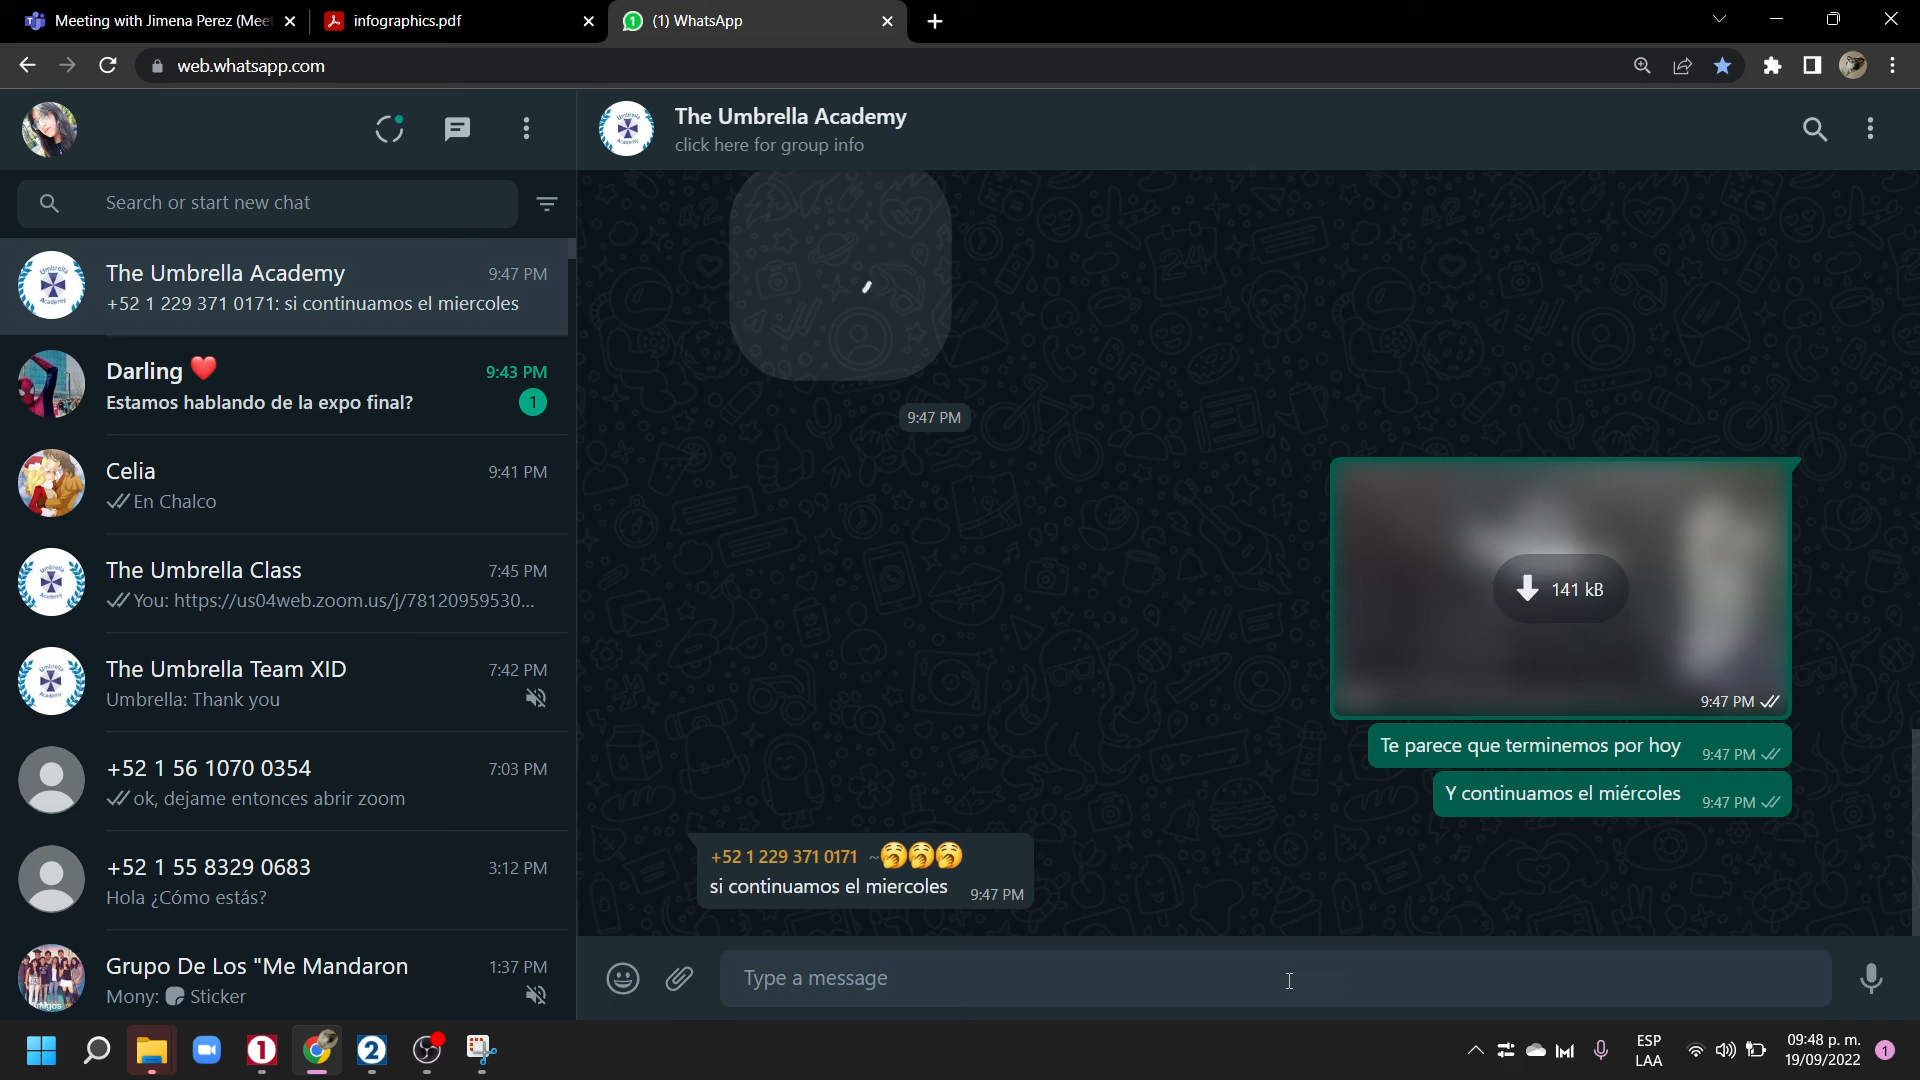 Meeting with Jimena Perez (Mee
infographics.pdf
(1) WhatsApp
web.whatsapp.com
Search or start new chat
The Umbrella Academy 9:47 PM
+52 1 229 371 0171: si continuamos el miercoles
Darling ❤️ 9:43 PM
Estamos hablando de la expo final? 1
Celia 9:41 PM
En Chalco
The Umbrella Class 7:45 PM
You: https://us04web.zoom.us/j/78120959530...
The Umbrella Team XID 7:42 PM
Umbrella: Thank you
+52 1 56 1070 0354 7:03 PM
ok, dejame entonces abrir zoom
+52 1 55 8329 0683 3:12 PM
Hola ¿Cómo estás?
Grupo De Los "Me Mandaron 1:37 PM
Mony: Sticker
The Umbrella Academy
click here for group info
9:47 PM
141 kB
9:47 PM
Te parece que terminemos por hoy 9:47 PM
Y continuamos el miércoles 9:47 PM
+52 1 229 371 0171 ~🥱🥱🥱
si continuamos el miercoles 9:47 PM
Type a message
ESP
LAA
09:48 p. m.
19/09/2022
1